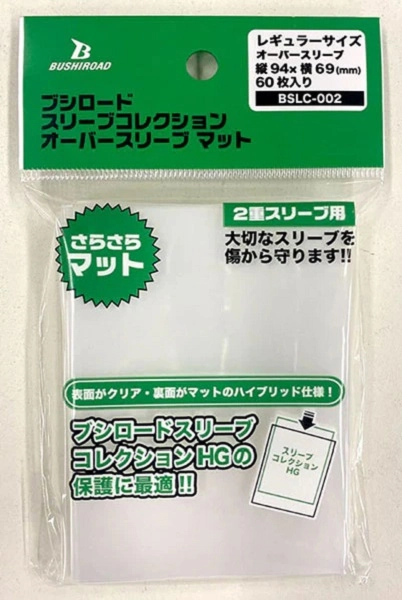 BUSHIROAD
レギュラーサイズ
オーバースリーブ
縦94×横69(mm)
60枚入り
BSLC-002
ブシロード
スリーブコレクション
オーバースリーブ マット
さらさら
マット
2重スリーブ用
大切なスリーブを
傷から守ります!!
表面がクリア・裏面がマットのハイブリッド仕様！
ブシロードスリーブ
コレクションHGの
保護に最適!!
スリーブ
コレクション
HG